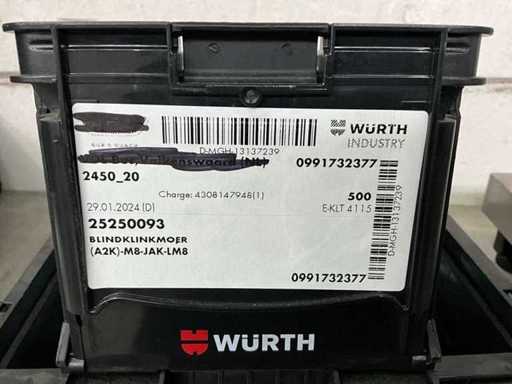 WÜRTH
INDUSTRY
D-MGH-13137239
0991732377
2450_20
Charge: 4308147948(1)
500
29.01.2024 (D)
E-KLT 4115
D-MGH-13137239
25250093
BLINDKLINKMOER
(A2K)-M8-JAK-LM8
0991732377
WÜRTH